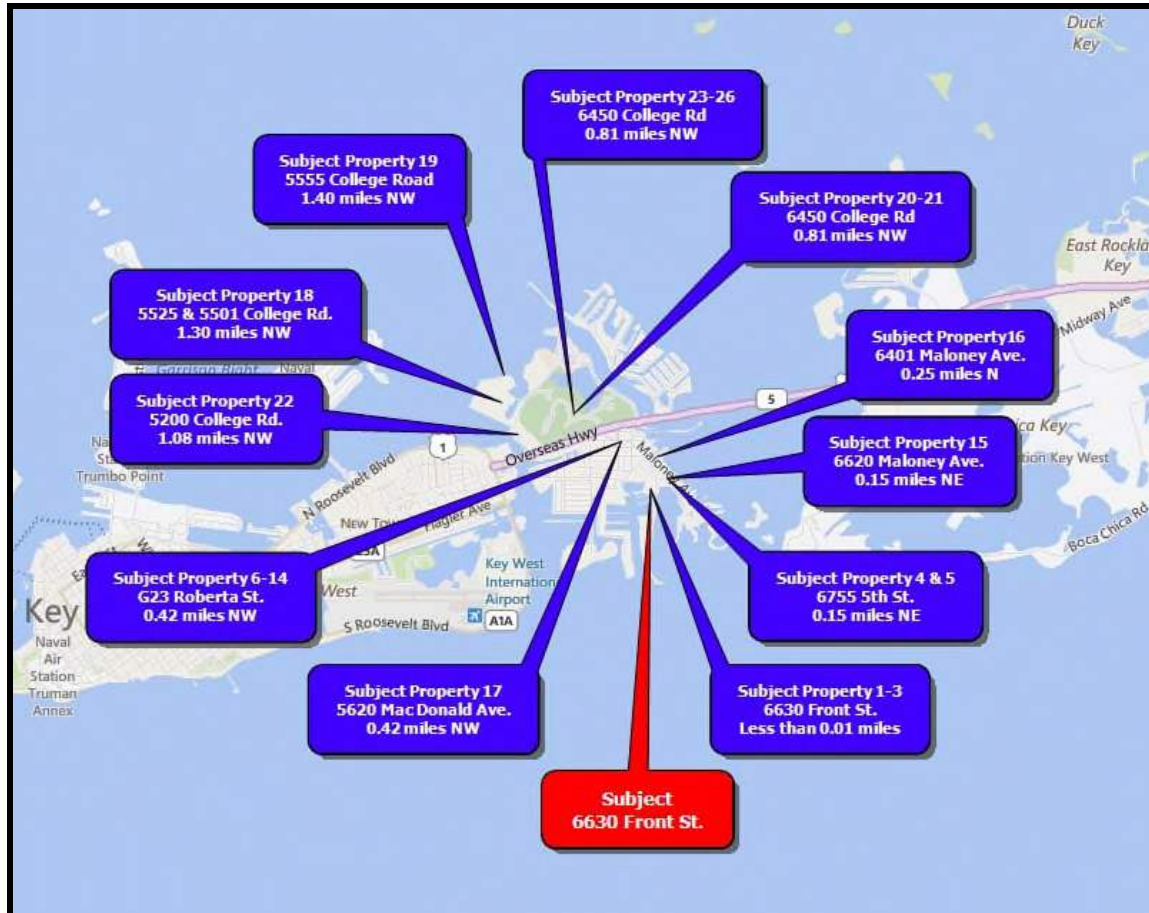 Duck
Key
Subject Property 23-26
6450 College Rd
0.81 miles NW
Subject Property 19
5555 College Road
1.40 miles NW
Subject Property 20-21
6450 College Rd
0.81 miles NW
East Rockla
Key
Subject Property 18
5525 & 5501 College Rd.
1.30 miles NW
Midway Ave
Subject Property16
6401 Maloney Ave.
0.25 miles N
Naval
5
Subject Property 22
5200 College Rd.
1.08 miles NW
Overseas Hwy
1
Maloney Av
ica Key
Trumbo Point
N Roosevelt Blvd
Subject Property 15
6620 Maloney Ave.
0.15 miles NE
tion Key West
New Tow
Flagler Ave
Boca Chica Rd.
Key West
International
Airport
A1A
West
Subject Property 6-14
G23 Roberta St.
0.42 miles NW
Subject Property 4 & 5
6755 5th St.
0.15 miles NE
Key
S Roosevelt Blvd
Naval
Air
Station
Truman
Annex
Subject Property 17
5620 Mac Donald Ave.
0.42 miles NW
Subject Property 1-3
6630 Front St.
Less than 0.01 miles
Subject
6630 Front St.